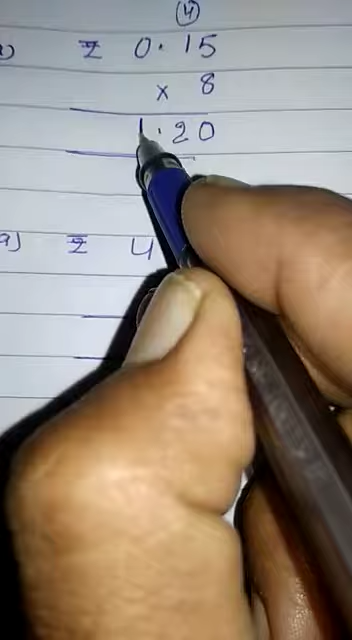 (4)
) ₹ 0.15
× 8
1.20
a) ₹ 4